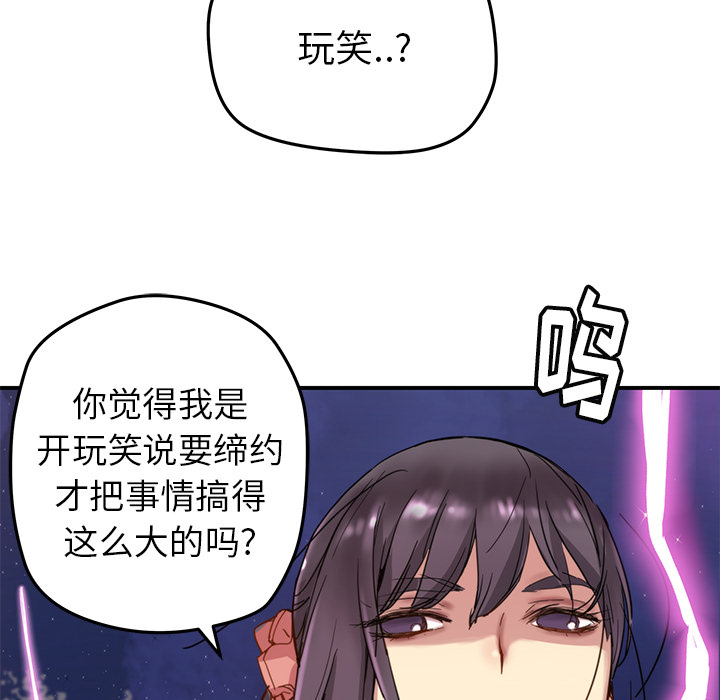 玩笑..?
呜
你觉得我是
开玩笑说要缔约
才把事情搞得
这么大的吗?